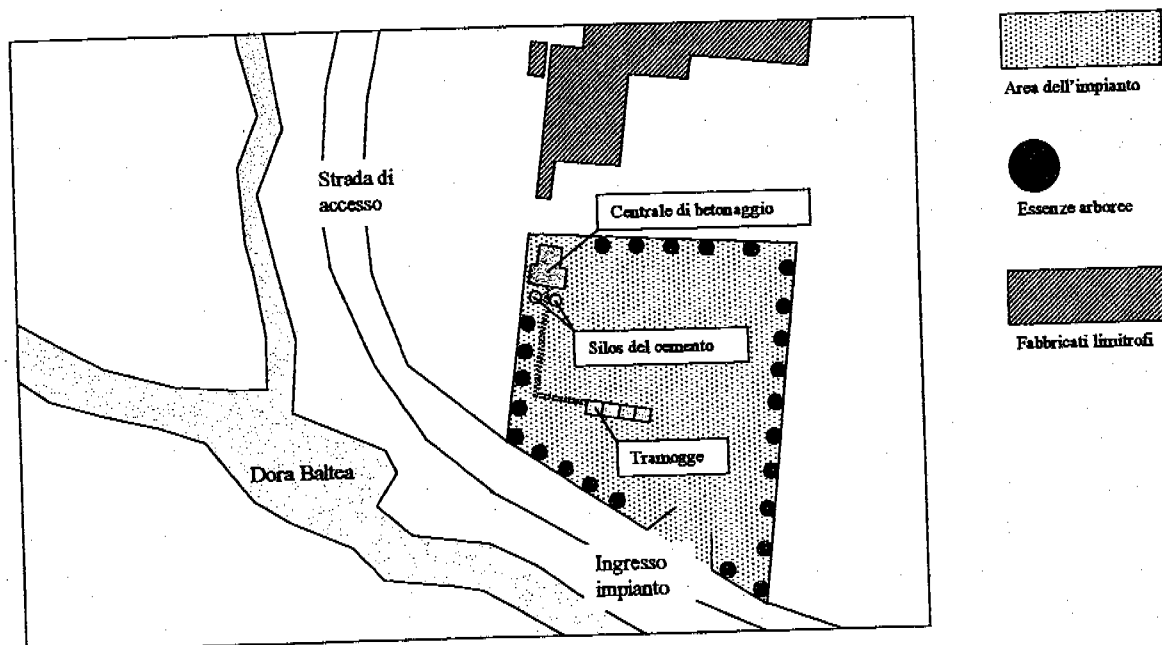 Strada di
accesso
Centrale di betonaggio
Silos del cemento
Tramogge
Dora Baltea
Ingresso
impianto
Area dell'impianto
Essenze arboree
Fabbricati limitrofi